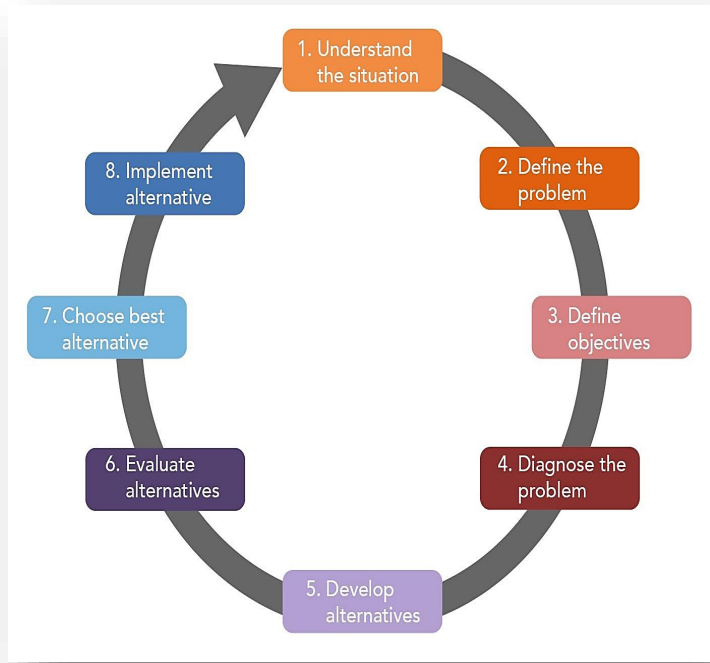 1. Understand
the situation
2. Define the
problem
3. Define
objectives
4. Diagnose the
problem
5. Develop
alternatives
6. Evaluate
alternatives
7. Choose best
alternative
8. Implement
alternative